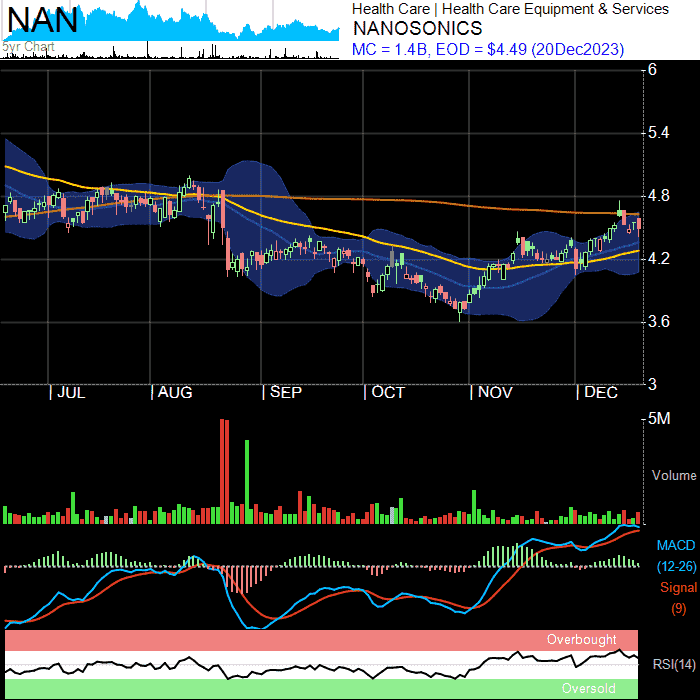 NAN
5yr Chart
Health Care | Health Care Equipment & Services
NANOSONICS
MC = 1.4B, EOD = $4.49 (20Dec2023)
6
5.4
4.8
4.2
3.6
3
| JUL | AUG | SEP | OCT | NOV | DEC
5M
Volume
MACD
(12-26)
Signal
(9)
Overbought
RSI(14)
Oversold